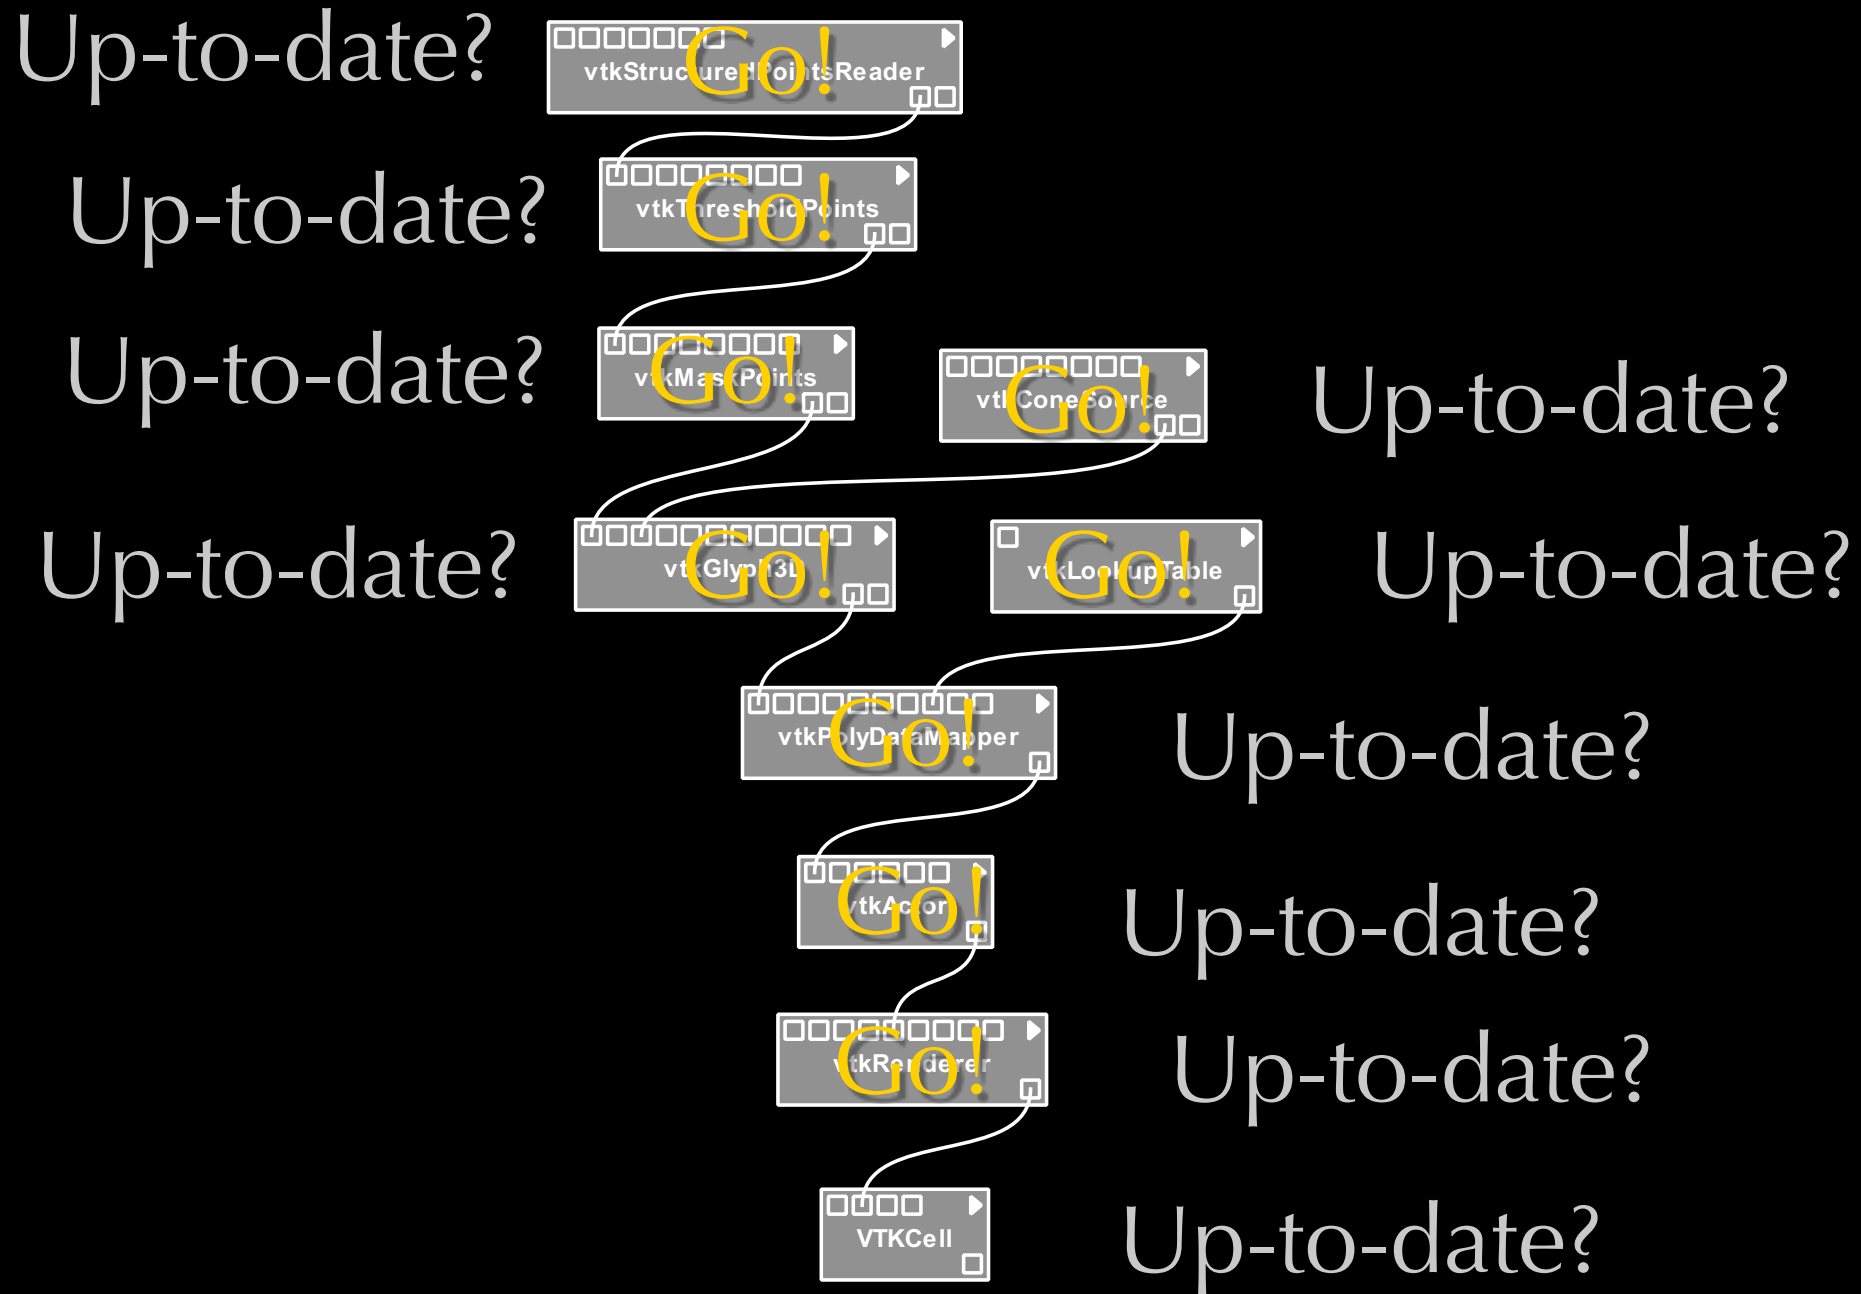 Up-to-date?
Go!
vtkStructuredPointsReader
Up-to-date?
Go!
vtkThresholdPoints
Up-to-date?
Go!
vtkMaskPoints
Go!
vtkConeSource
Up-to-date?
Up-to-date?
Go!
vtkGlyph3D
Go!
vtkLookupTable
Up-to-date?
Go!
vtkPolyDataMapper
Up-to-date?
Go!
vtkActor
Up-to-date?
Go!
vtkRenderer
Up-to-date?
VTKCell
Up-to-date?